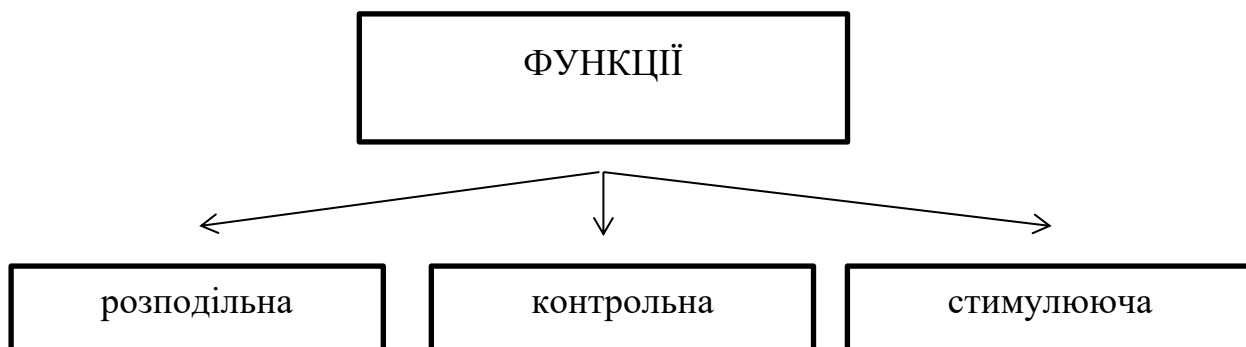 ФУНКЦІЇ
розподільна
контрольна
стимулююча